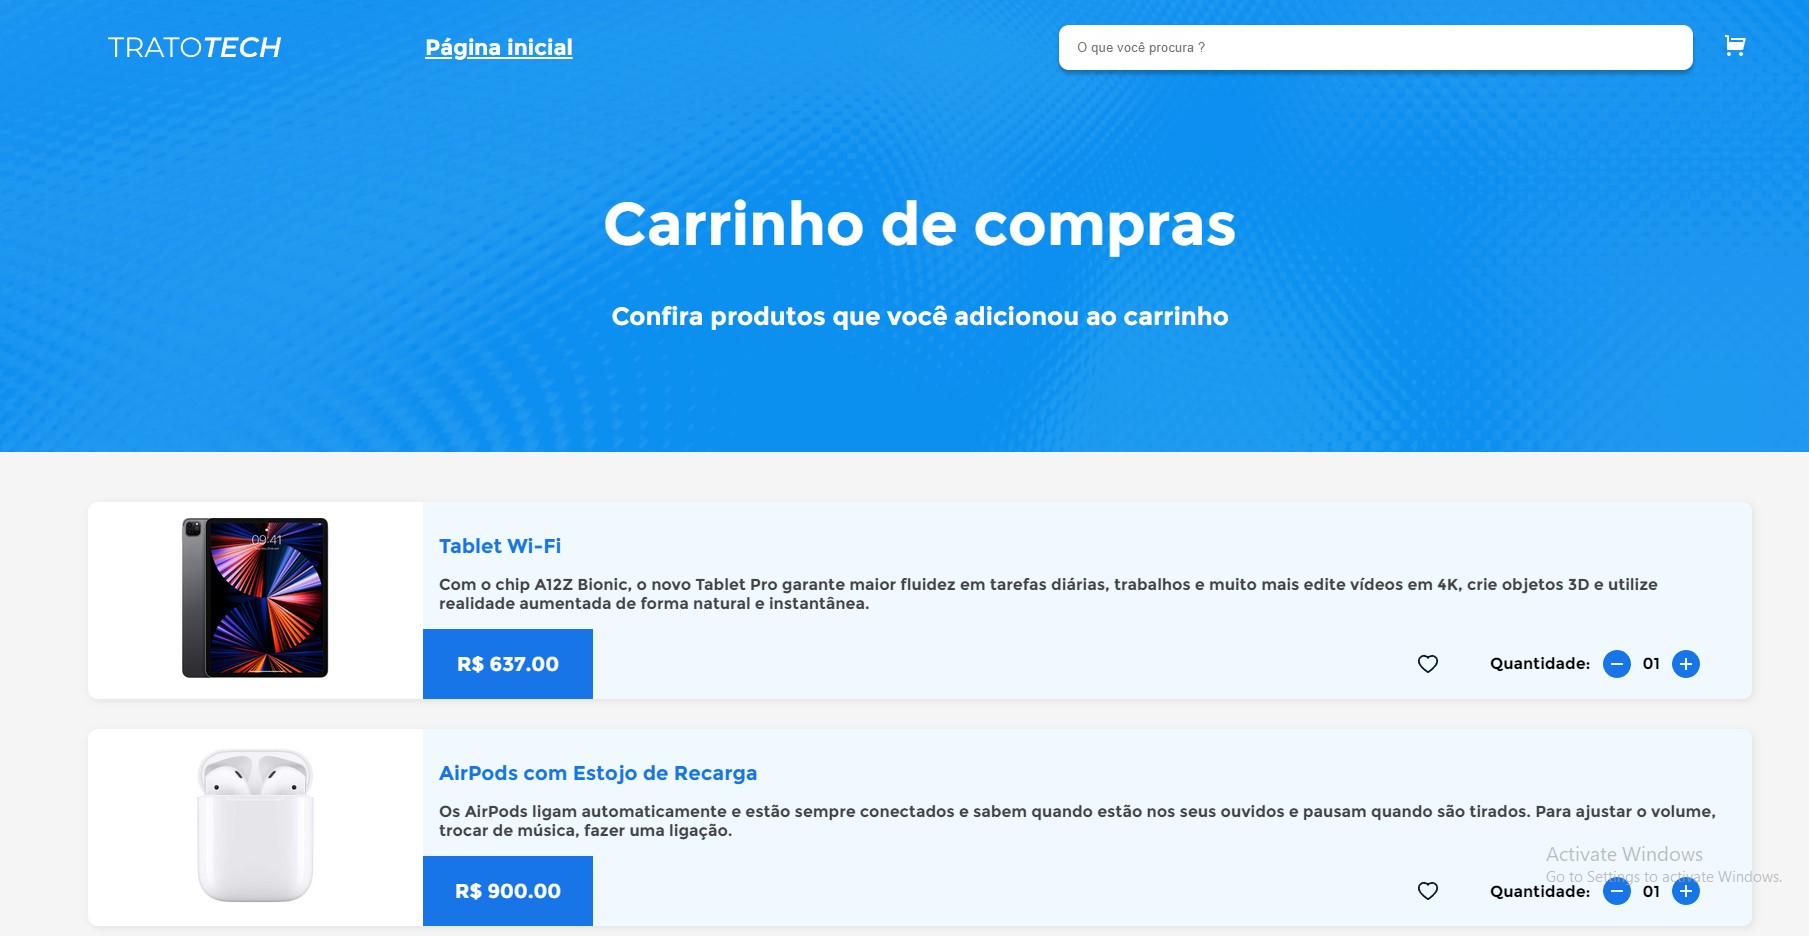 TRATOTECH
Página inicial
O que você procura ?
Carrinho de compras
Confira produtos que você adicionou ao carrinho
09:41
Tablet Wi-Fi
Com o chip A12Z Bionic, o novo Tablet Pro garante maior fluidez em tarefas diárias, trabalhos e muito mais edite vídeos em 4K, crie objetos 3D e utilize
realidade aumentada de forma natural e instantânea.
R$ 637.00
Quantidade: 01
AirPods com Estojo de Recarga
Os AirPods ligam automaticamente e estão sempre conectados e sabem quando estão nos seus ouvidos e pausam quando são tirados. Para ajustar o volume,
trocar de música, fazer uma ligação.
R$ 900.00
Quantidade: 01
Activate Windows
Go to Settings to activate Windows.